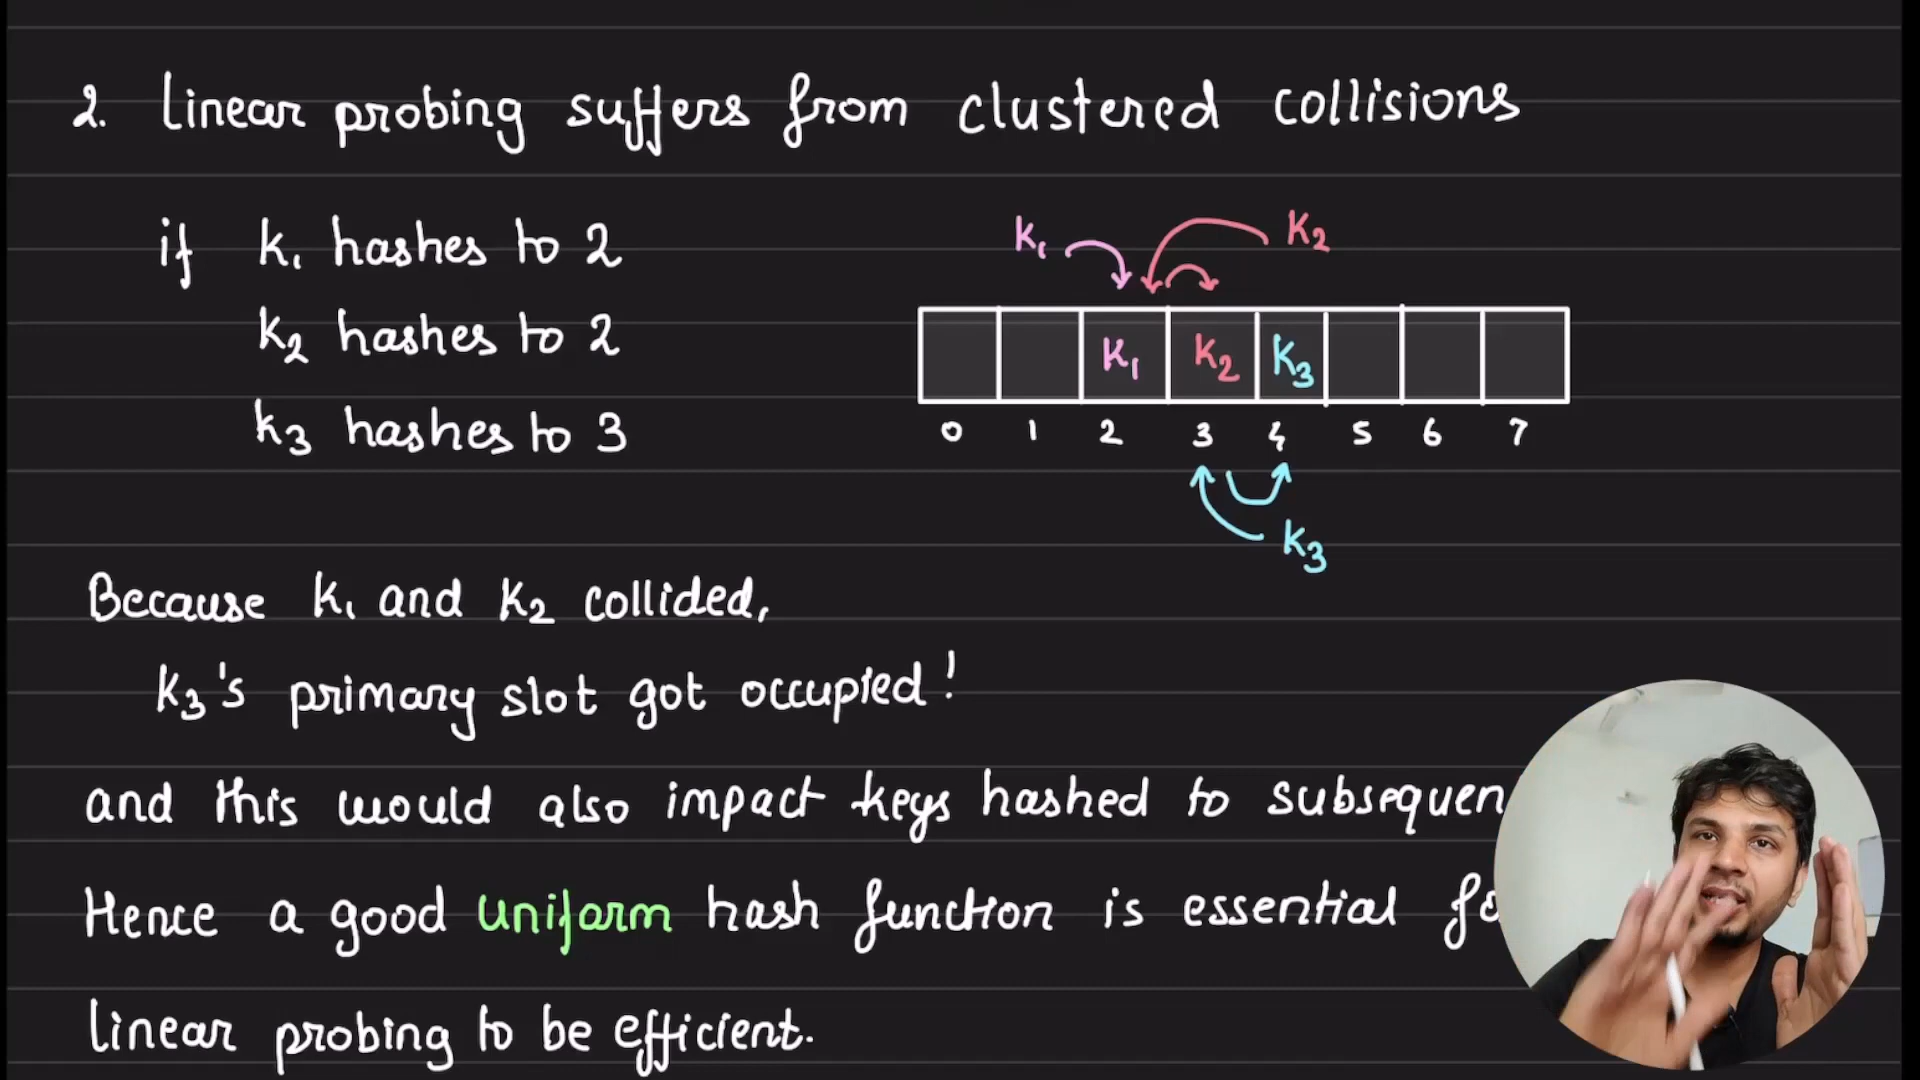 2. linear probing suffers from clustered collisions
if k1 hashes to 2
k2 hashes to 2
k3 hashes to 3
k1 k2
k1 k2 k3
0 1 2 3 4 5 6 7
k3
Because k1 and k2 collided,
k3's primary slot got occupied!
and this would also impact keys hashed to
Hence a good uniform hash function is essential
linear probing to be efficient.